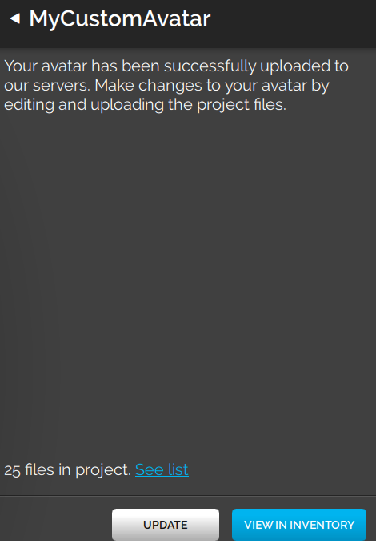 MyCustomAvatar
Your avatar has been successfully uploaded to
our servers. Make changes to your avatar by
editing and uploading the project files.
25 files in project. See list
UPDATE
VIEW IN INVENTORY